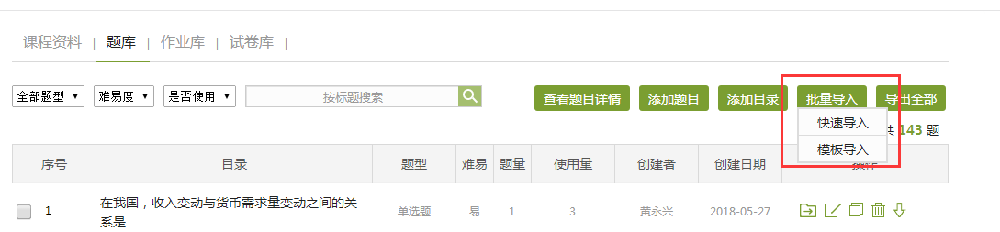 课程资料 | 题库 | 作业库 | 试卷库 |
全部题型 难易度 是否使用 按标题搜索 查看题目详情 添加题目 添加目录 批量导入 导出全部
快速导入
共 143 题
模板导入
序号 目录 题型 难易 题量 使用量 创建者 创建日期
1 在我国，收入变动与货币需求量变动之间的关
系是 单选题 易 1 3 黄永兴 2018-05-27